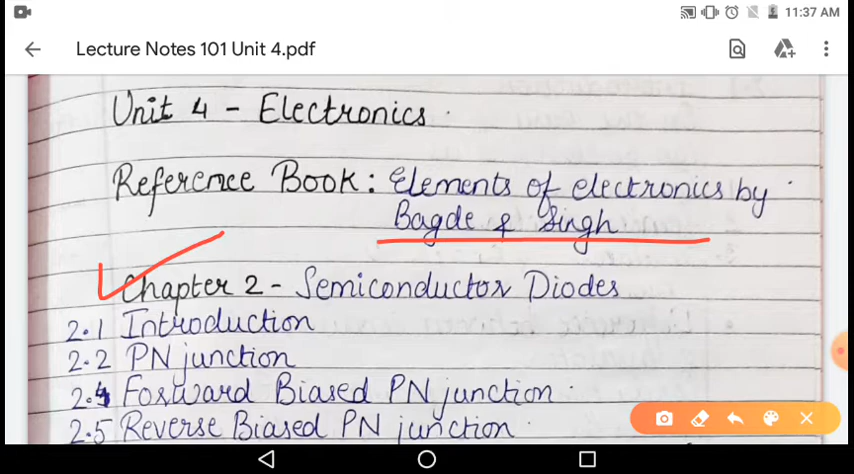 11:37 AM
Lecture Notes 101 Unit 4.pdf
Unit 4 - Electronics.
Reference Book: Elements of electronics by
Bagde & Singh
Chapter 2 - Semiconductor Diodes
2.1 Introduction
2.2 PN junction
2.4 Forward Biased PN junction.
2.5 Reverse Biased PN junction.